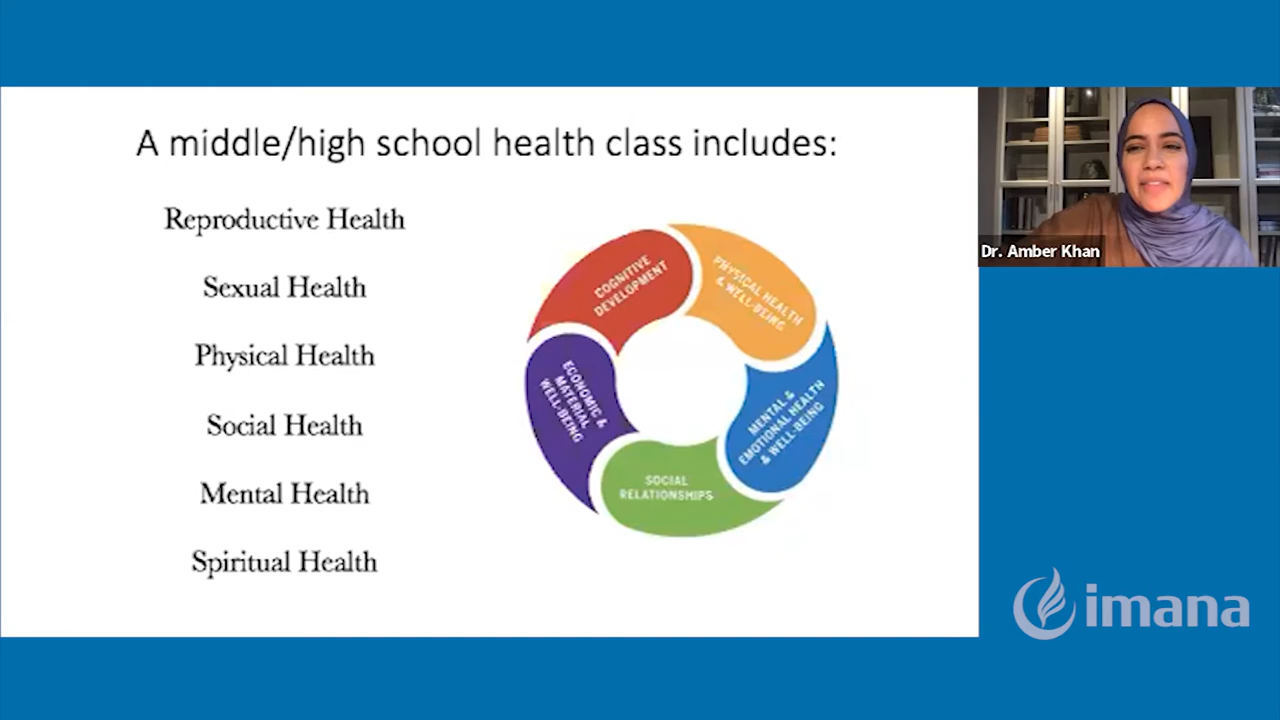 A middle/high school health class includes:
Reproductive Health
Sexual Health
Physical Health
Social Health
Mental Health
Spiritual Health
COGNITIVE
DEVELOPMENT
PHYSICAL HEALTH
& WELL-BEING
MENTAL &
EMOTIONAL HEALTH
& WELL-BEING
SOCIAL
RELATIONSHIPS
ECONOMIC &
MATERIAL
WELL-BEING
Dr. Amber Khan
imana